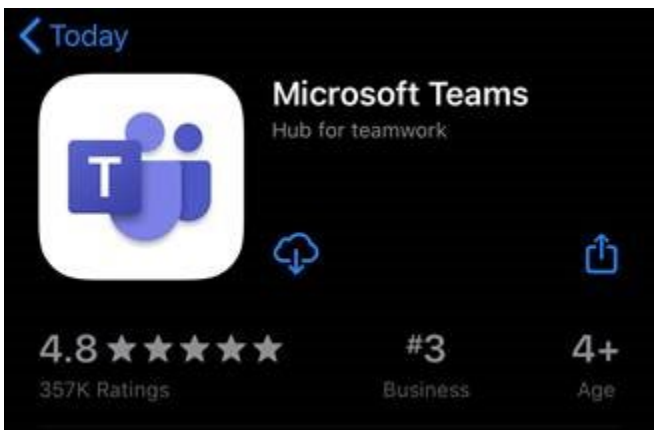 Today
Microsoft Teams
Hub for teamwork
T
4.8
#3
4+
357K Ratings
Business
Age